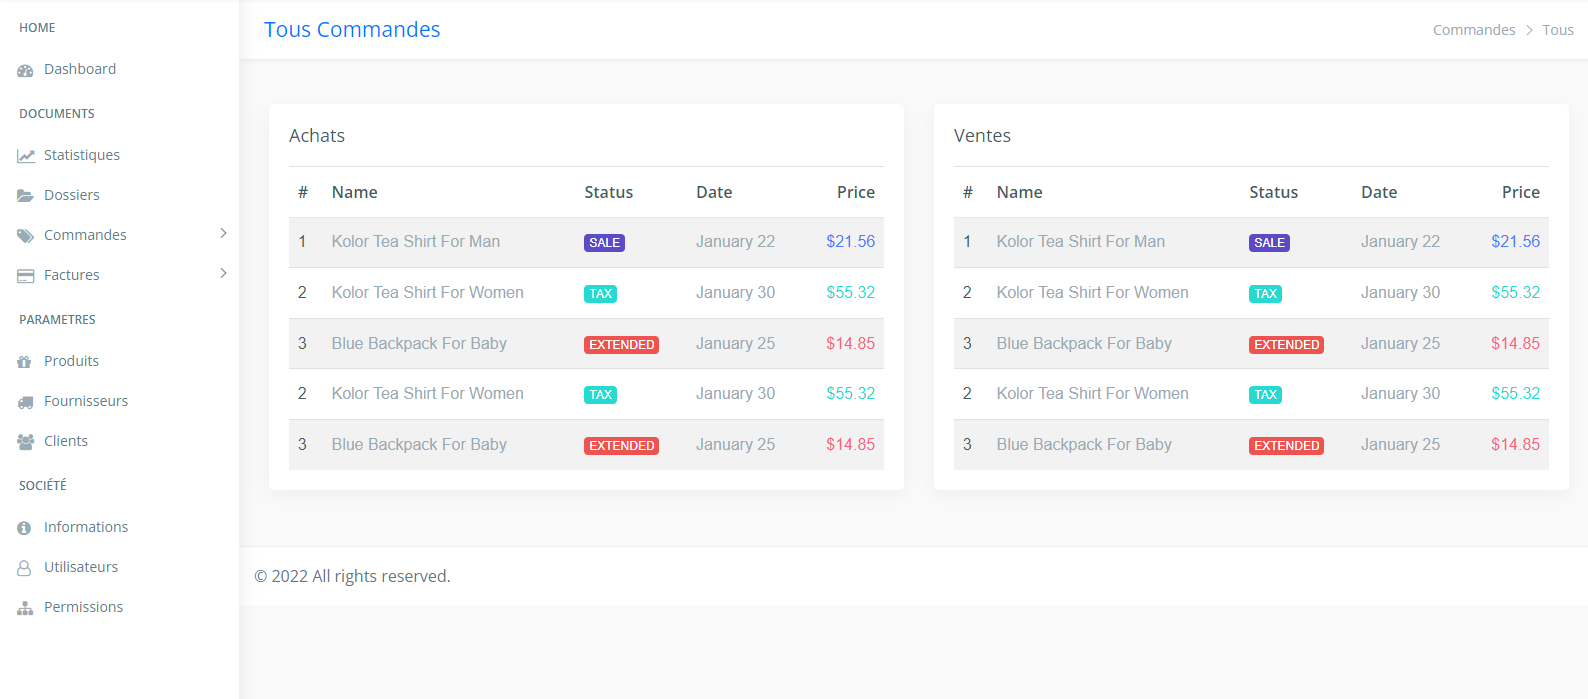 HOME
Dashboard
DOCUMENTS
Statistiques
Dossiers
Commandes
Factures
PARAMETRES
Produits
Fournisseurs
Clients
SOCIÉTÉ
Informations
Utilisateurs
Permissions
Tous Commandes
Commandes > Tous
Achats
# Name Status Date Price
1 Kolor Tea Shirt For Man SALE January 22 $21.56
2 Kolor Tea Shirt For Women TAX January 30 $55.32
3 Blue Backpack For Baby EXTENDED January 25 $14.85
2 Kolor Tea Shirt For Women TAX January 30 $55.32
3 Blue Backpack For Baby EXTENDED January 25 $14.85
Ventes
# Name Status Date Price
1 Kolor Tea Shirt For Man SALE January 22 $21.56
2 Kolor Tea Shirt For Women TAX January 30 $55.32
3 Blue Backpack For Baby EXTENDED January 25 $14.85
2 Kolor Tea Shirt For Women TAX January 30 $55.32
3 Blue Backpack For Baby EXTENDED January 25 $14.85
© 2022 All rights reserved.